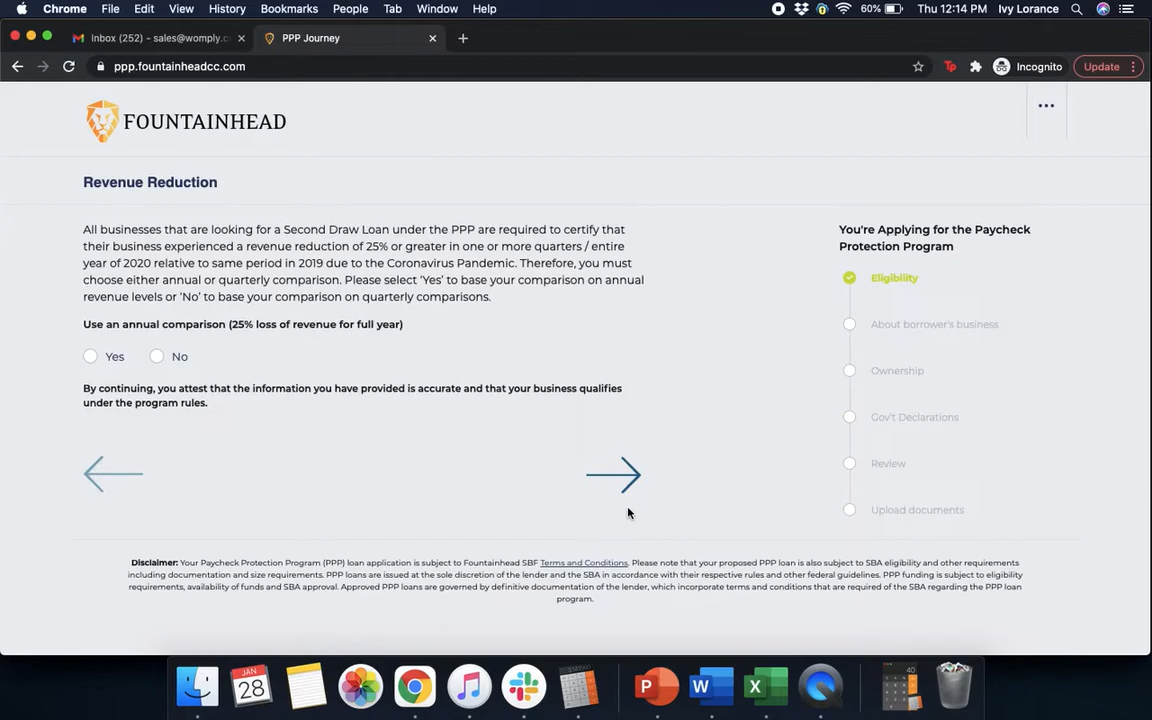 Chrome File Edit View History Bookmarks People Tab Window Help 60% Thu 12:14 PM Ivy Lorance
Inbox (252) - sales@womply.c PPP Journey
ppp.fountainheadcc.com Incognito Update
FOUNTAINHEAD
Revenue Reduction
All businesses that are looking for a Second Draw Loan under the PPP are required to certify that
their business experienced a revenue reduction of 25% or greater in one or more quarters / entire
year of 2020 relative to same period in 2019 due to the Coronavirus Pandemic. Therefore, you must
choose either annual or quarterly comparison. Please select 'Yes' to base your comparison on annual
revenue levels or 'No' to base your comparison on quarterly comparisons.
Use an annual comparison (25% loss of revenue for full year)
Yes No
By continuing, you attest that the information you have provided is accurate and that your business qualifies
under the program rules.
You're Applying for the Paycheck
Protection Program
Eligibility
About borrower's business
Ownership
Gov't Declarations
Review
Upload documents
Disclaimer: Your Paycheck Protection Program (PPP) loan application is subject to Fountainhead SBF Terms and Conditions. Please note that your proposed PPP loan is also subject to SBA eligibility and other requirements
including documentation and size requirements. PPP loans are issued at the sole discretion of the lender and the SBA in accordance with their respective rules and other federal guidelines. PPP funding is subject to eligibility
requirements, availability of funds and SBA approval. Approved PPP loans are governed by definitive documentation of the lender, which incorporate terms and conditions that are required of the SBA regarding the PPP loan
program.
JAN
28
P
W
X
40